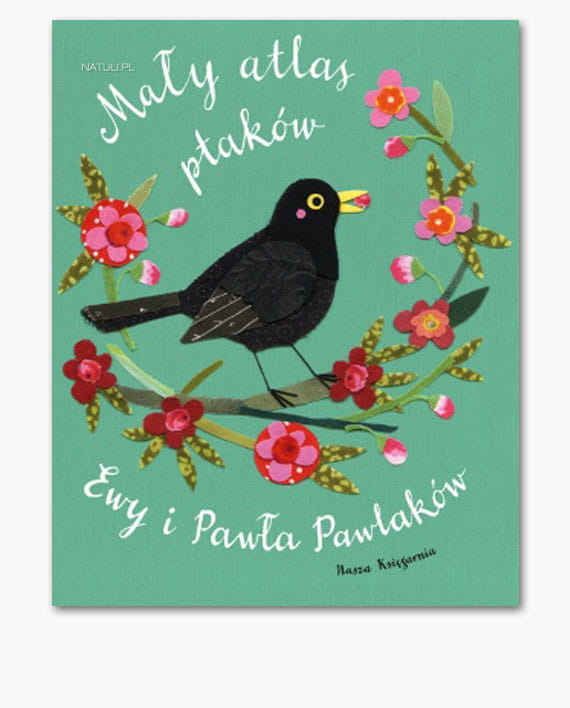 NATULI.PL
Mały atlas
ptaków
Ewy i Pawła Pawlaków
Nasza Księgarnia